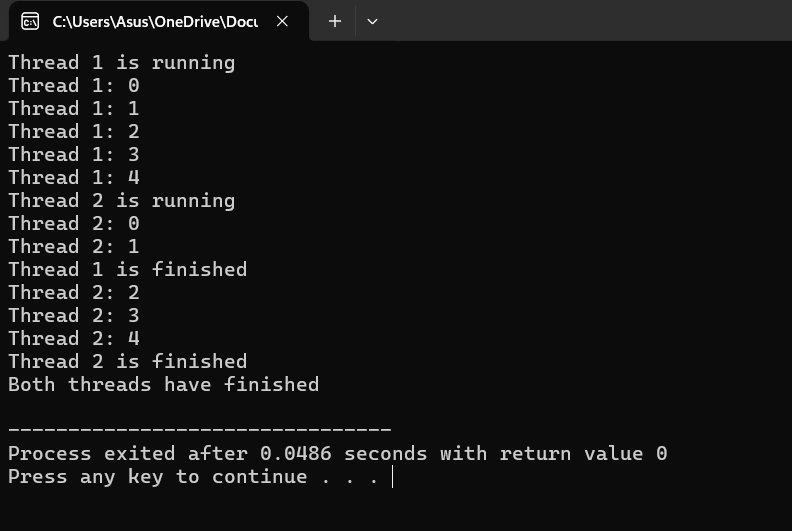 C:\Users\Asus\OneDrive\Docu
Thread 1 is running
Thread 1: 0
Thread 1: 1
Thread 1: 2
Thread 1: 3
Thread 1: 4
Thread 2 is running
Thread 2: 0
Thread 2: 1
Thread 1 is finished
Thread 2: 2
Thread 2: 3
Thread 2: 4
Thread 2 is finished
Both threads have finished
--------------------------------
Process exited after 0.0486 seconds with return value 0
Press any key to continue . . .